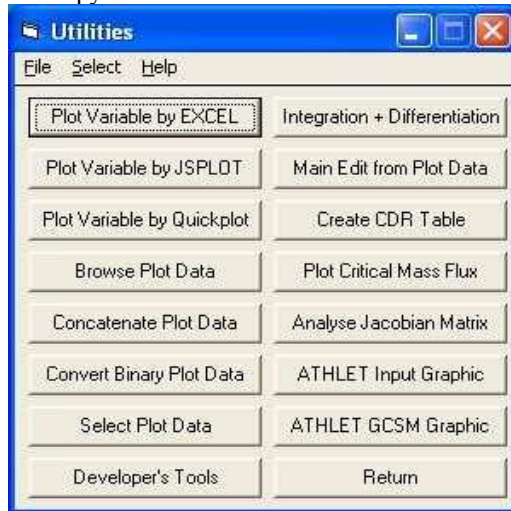 Utilities
File Select Help
Plot Variable by EXCEL Integration + Differentiation
Plot Variable by JSPLOT Main Edit from Plot Data
Plot Variable by Quickplot Create CDR Table
Browse Plot Data Plot Critical Mass Flux
Concatenate Plot Data Analyse Jacobian Matrix
Convert Binary Plot Data ATHLET Input Graphic
Select Plot Data ATHLET GCSM Graphic
Developer's Tools Return